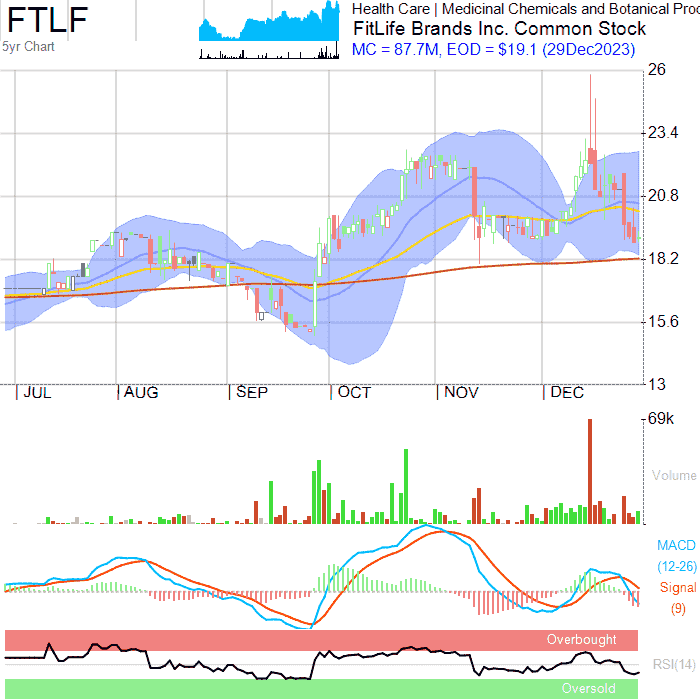 FTLF
5yr Chart
Health Care | Medicinal Chemicals and Botanical Proc
FitLife Brands Inc. Common Stock
MC = 87.7M, EOD = $19.1 (29Dec2023)
26
23.4
20.8
18.2
15.6
13
JUL AUG SEP OCT NOV DEC
69k
Volume
MACD
(12-26)
Signal
(9)
Overbought
RSI(14)
Oversold